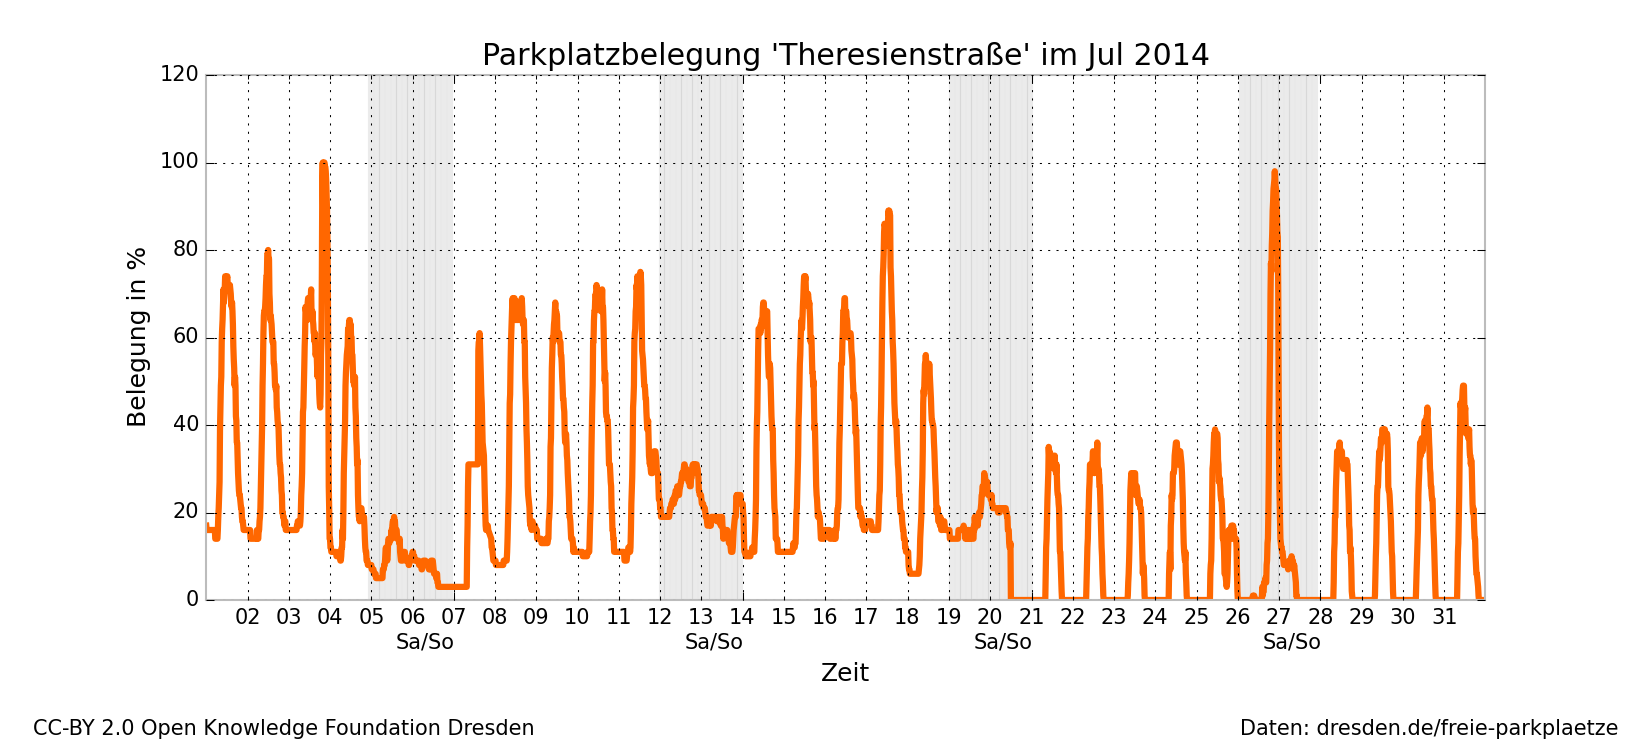 Parkplatzbelegung 'Theresienstraße' im Jul 2014
120
100
80
60
40
20
0
Belegung in %
02 03 04 05 06 07 08 09 10 11 12 13 14 15 16 17 18 19 20 21 22 23 24 25 26 27 28 29 30 31
Sa/So Sa/So Sa/So Sa/So
Zeit
CC-BY 2.0 Open Knowledge Foundation Dresden
Daten: dresden.de/freie-parkplaetze